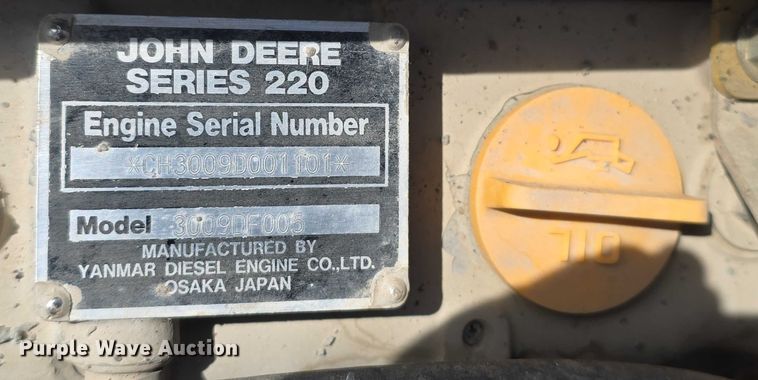 JOHN DEERE
SERIES 220
Engine Serial Number
*CH3009D001101*
Model 3009DF005
MANUFACTURED BY
YANMAR DIESEL ENGINE CO.,LTD.
OSAKA JAPAN
OIL
Purple Wave Auction